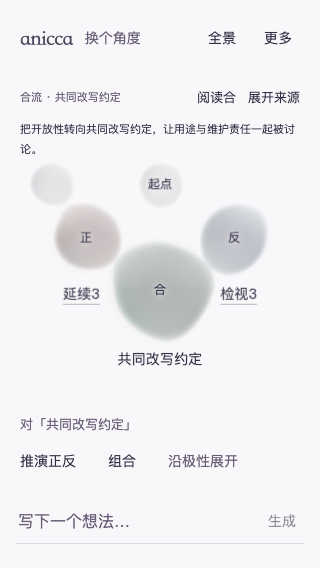 anicca 换个角度 全景 更多
合流 · 共同改写约定 阅读合 展开来源
把开放性转向共同改写约定，让用途与维护责任一起被讨
论。
起点
正 反
合
延续3 检视3
共同改写约定
对「共同改写约定」
推演正反 组合 沿极性展开
写下一个想法… 生成